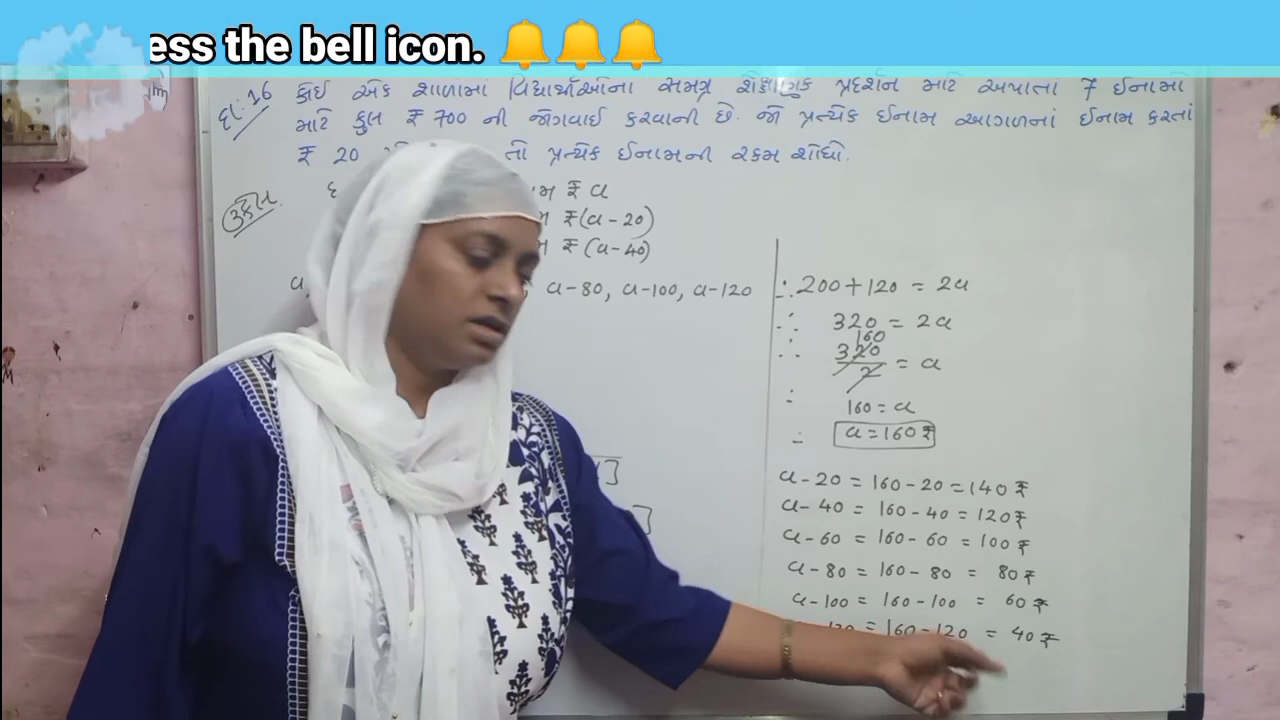 ess the bell icon. 🔔🔔🔔
દા:16 કોઈ એક શાળામાં વિદ્યાર્થીઓના સમગ્ર શૈક્ષણિક પ્રદર્શન માટે અપાતા 7 ઈનામો
માટે કુલ ₹ 700 ની જોગવાઈ કરવાની છે. જો પ્રત્યેક ઈનામ આગળનાં ઈનામ કરતાં
₹ 20 તો પ્રત્યેક ઈનામની રકમ શોધો.
ઉકેલ.
₹ a
₹(a-20)
₹(a-40)
a, a-80, a-100, a-120
∴ 200+120 = 2a
∴ 320 = 2a
160
∴ 320/2 = a
∴ 160 = a
∴ a = 160 ₹
a-20 = 160-20 = 140 ₹
a-40 = 160-40 = 120 ₹
a-60 = 160-60 = 100 ₹
a-80 = 160-80 = 80 ₹
a-100 = 160-100 = 60 ₹
120 = 160-120 = 40 ₹